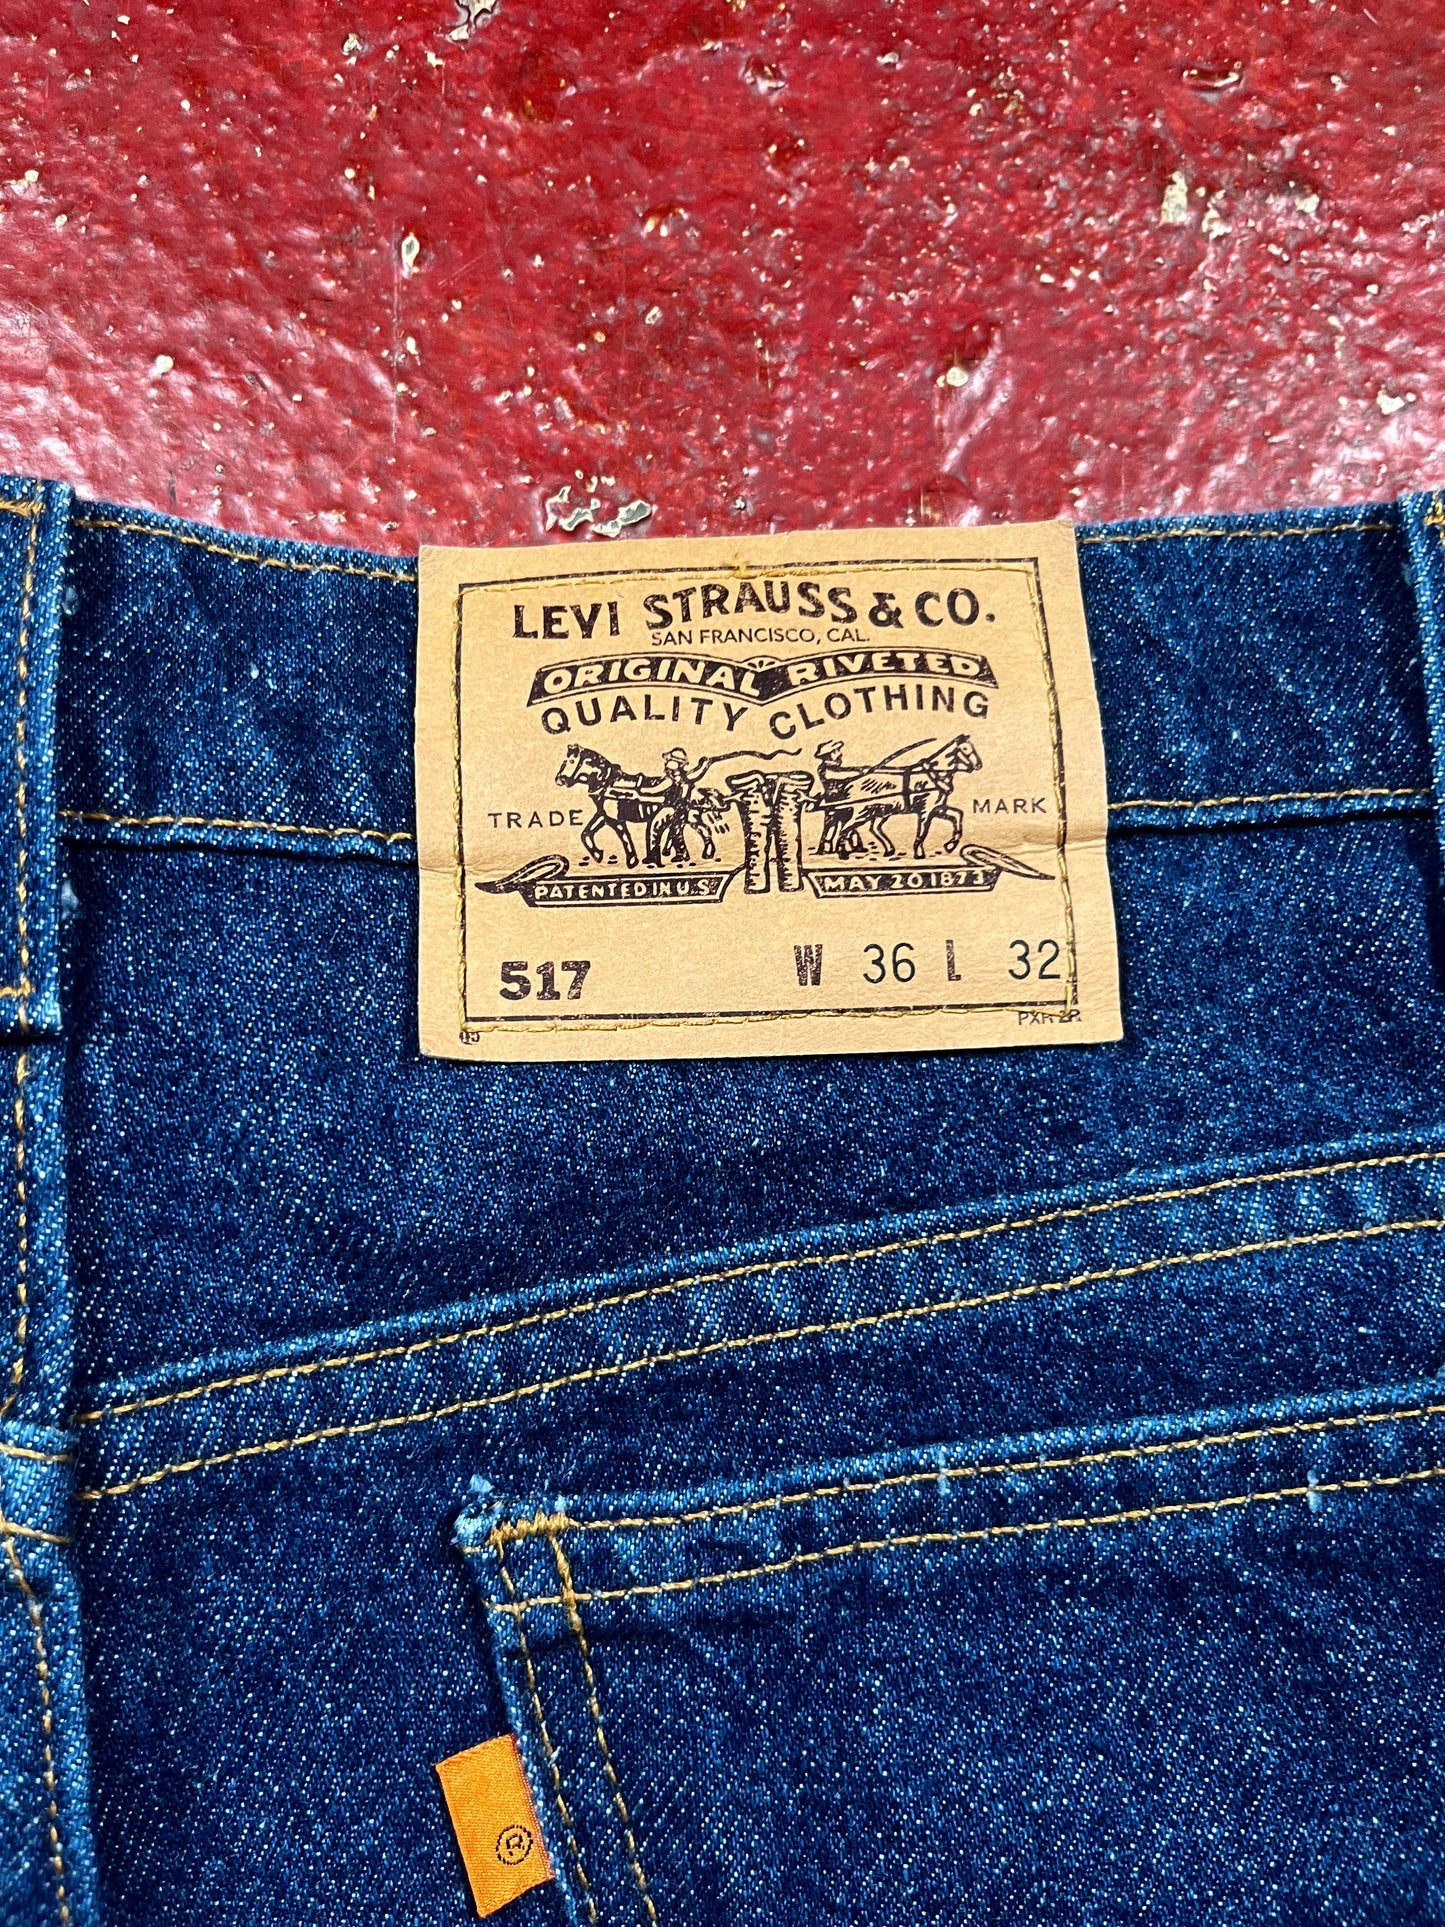 LEVI STRAUSS & CO.
SAN FRANCISCO, CAL.
ORIGINAL RIVETED
QUALITY CLOTHING
TRADE MARK
PATENTED IN U.S. MAY 20 1873
517 W 36 L 32
®